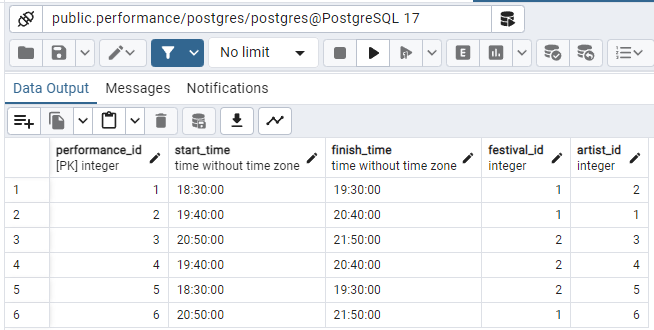 public.performance/postgres/postgres@PostgreSQL 17
No limit
E
Data Output Messages Notifications
performance_id start_time finish_time festival_id artist_id
[PK] integer time without time zone time without time zone integer integer
1 1 18:30:00 19:30:00 1 2
2 2 19:40:00 20:40:00 1 1
3 3 20:50:00 21:50:00 2 3
4 4 19:40:00 20:40:00 2 4
5 5 18:30:00 19:30:00 2 5
6 6 20:50:00 21:50:00 1 6